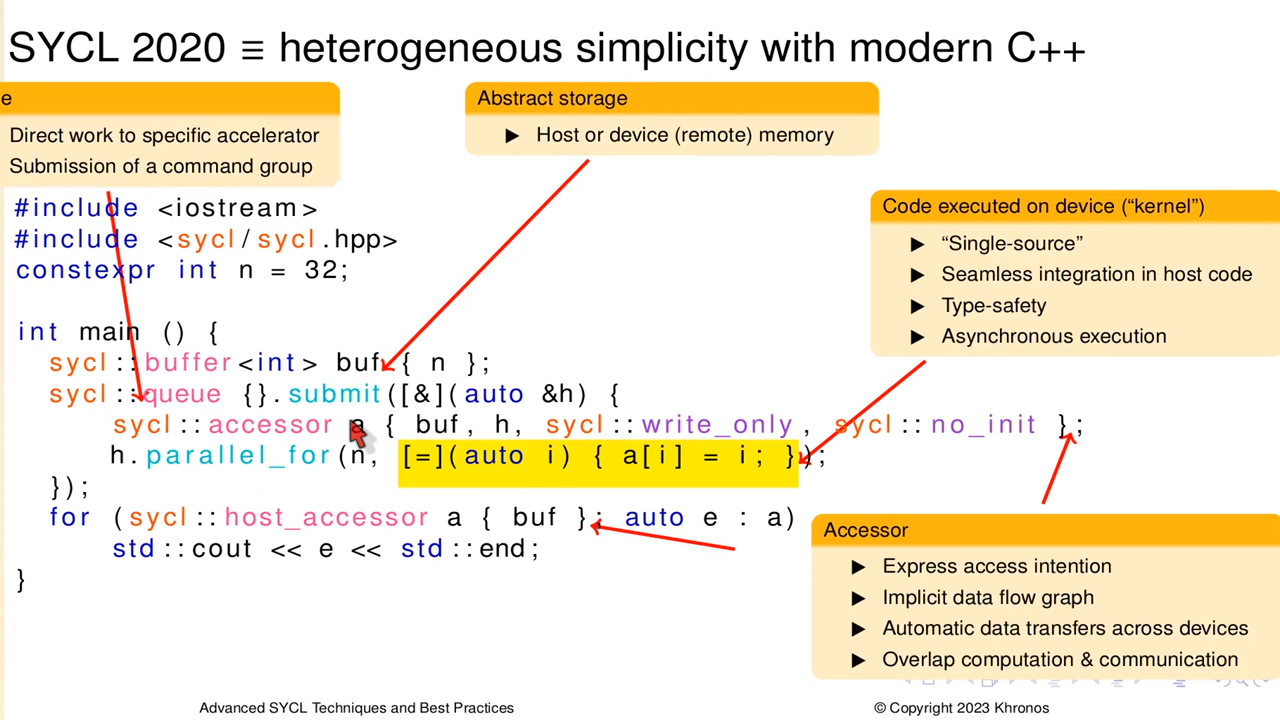 SYCL 2020 ≡ heterogeneous simplicity with modern C++
e
Direct work to specific accelerator
Submission of a command group
Abstract storage
▶ Host or device (remote) memory
Code executed on device (“kernel”)
▶ “Single-source”
▶ Seamless integration in host code
▶ Type-safety
▶ Asynchronous execution
#include <iostream>
#include <sycl/sycl.hpp>
constexpr int n = 32;
int main () {
sycl::buffer<int> buf { n };
sycl::queue {}.submit([&](auto &h) {
sycl::accessor a { buf, h, sycl::write_only, sycl::no_init };
h.parallel_for(n, [=](auto i) { a[i] = i; });
});
for (sycl::host_accessor a { buf }; auto e : a)
std::cout << e << std::end;
}
Accessor
▶ Express access intention
▶ Implicit data flow graph
▶ Automatic data transfers across devices
▶ Overlap computation & communication
Advanced SYCL Techniques and Best Practices
© Copyright 2023 Khronos